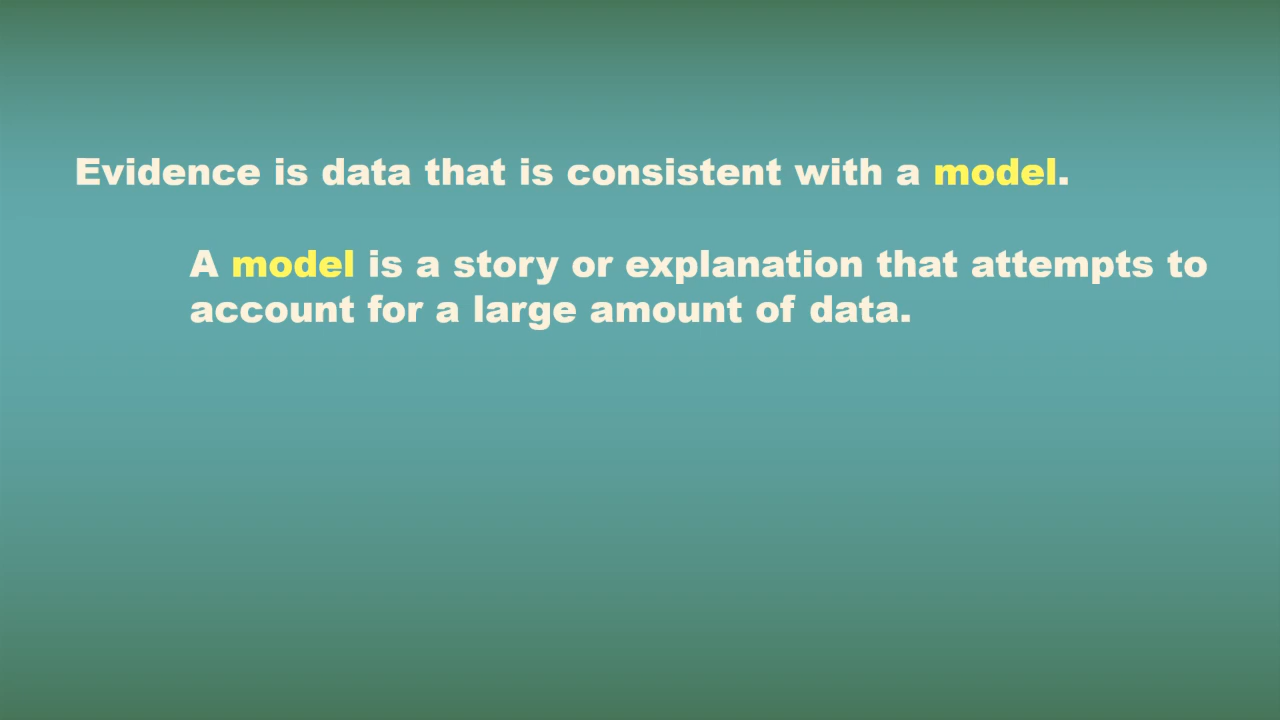 Evidence is data that is consistent with a model.
A model is a story or explanation that attempts to
account for a large amount of data.